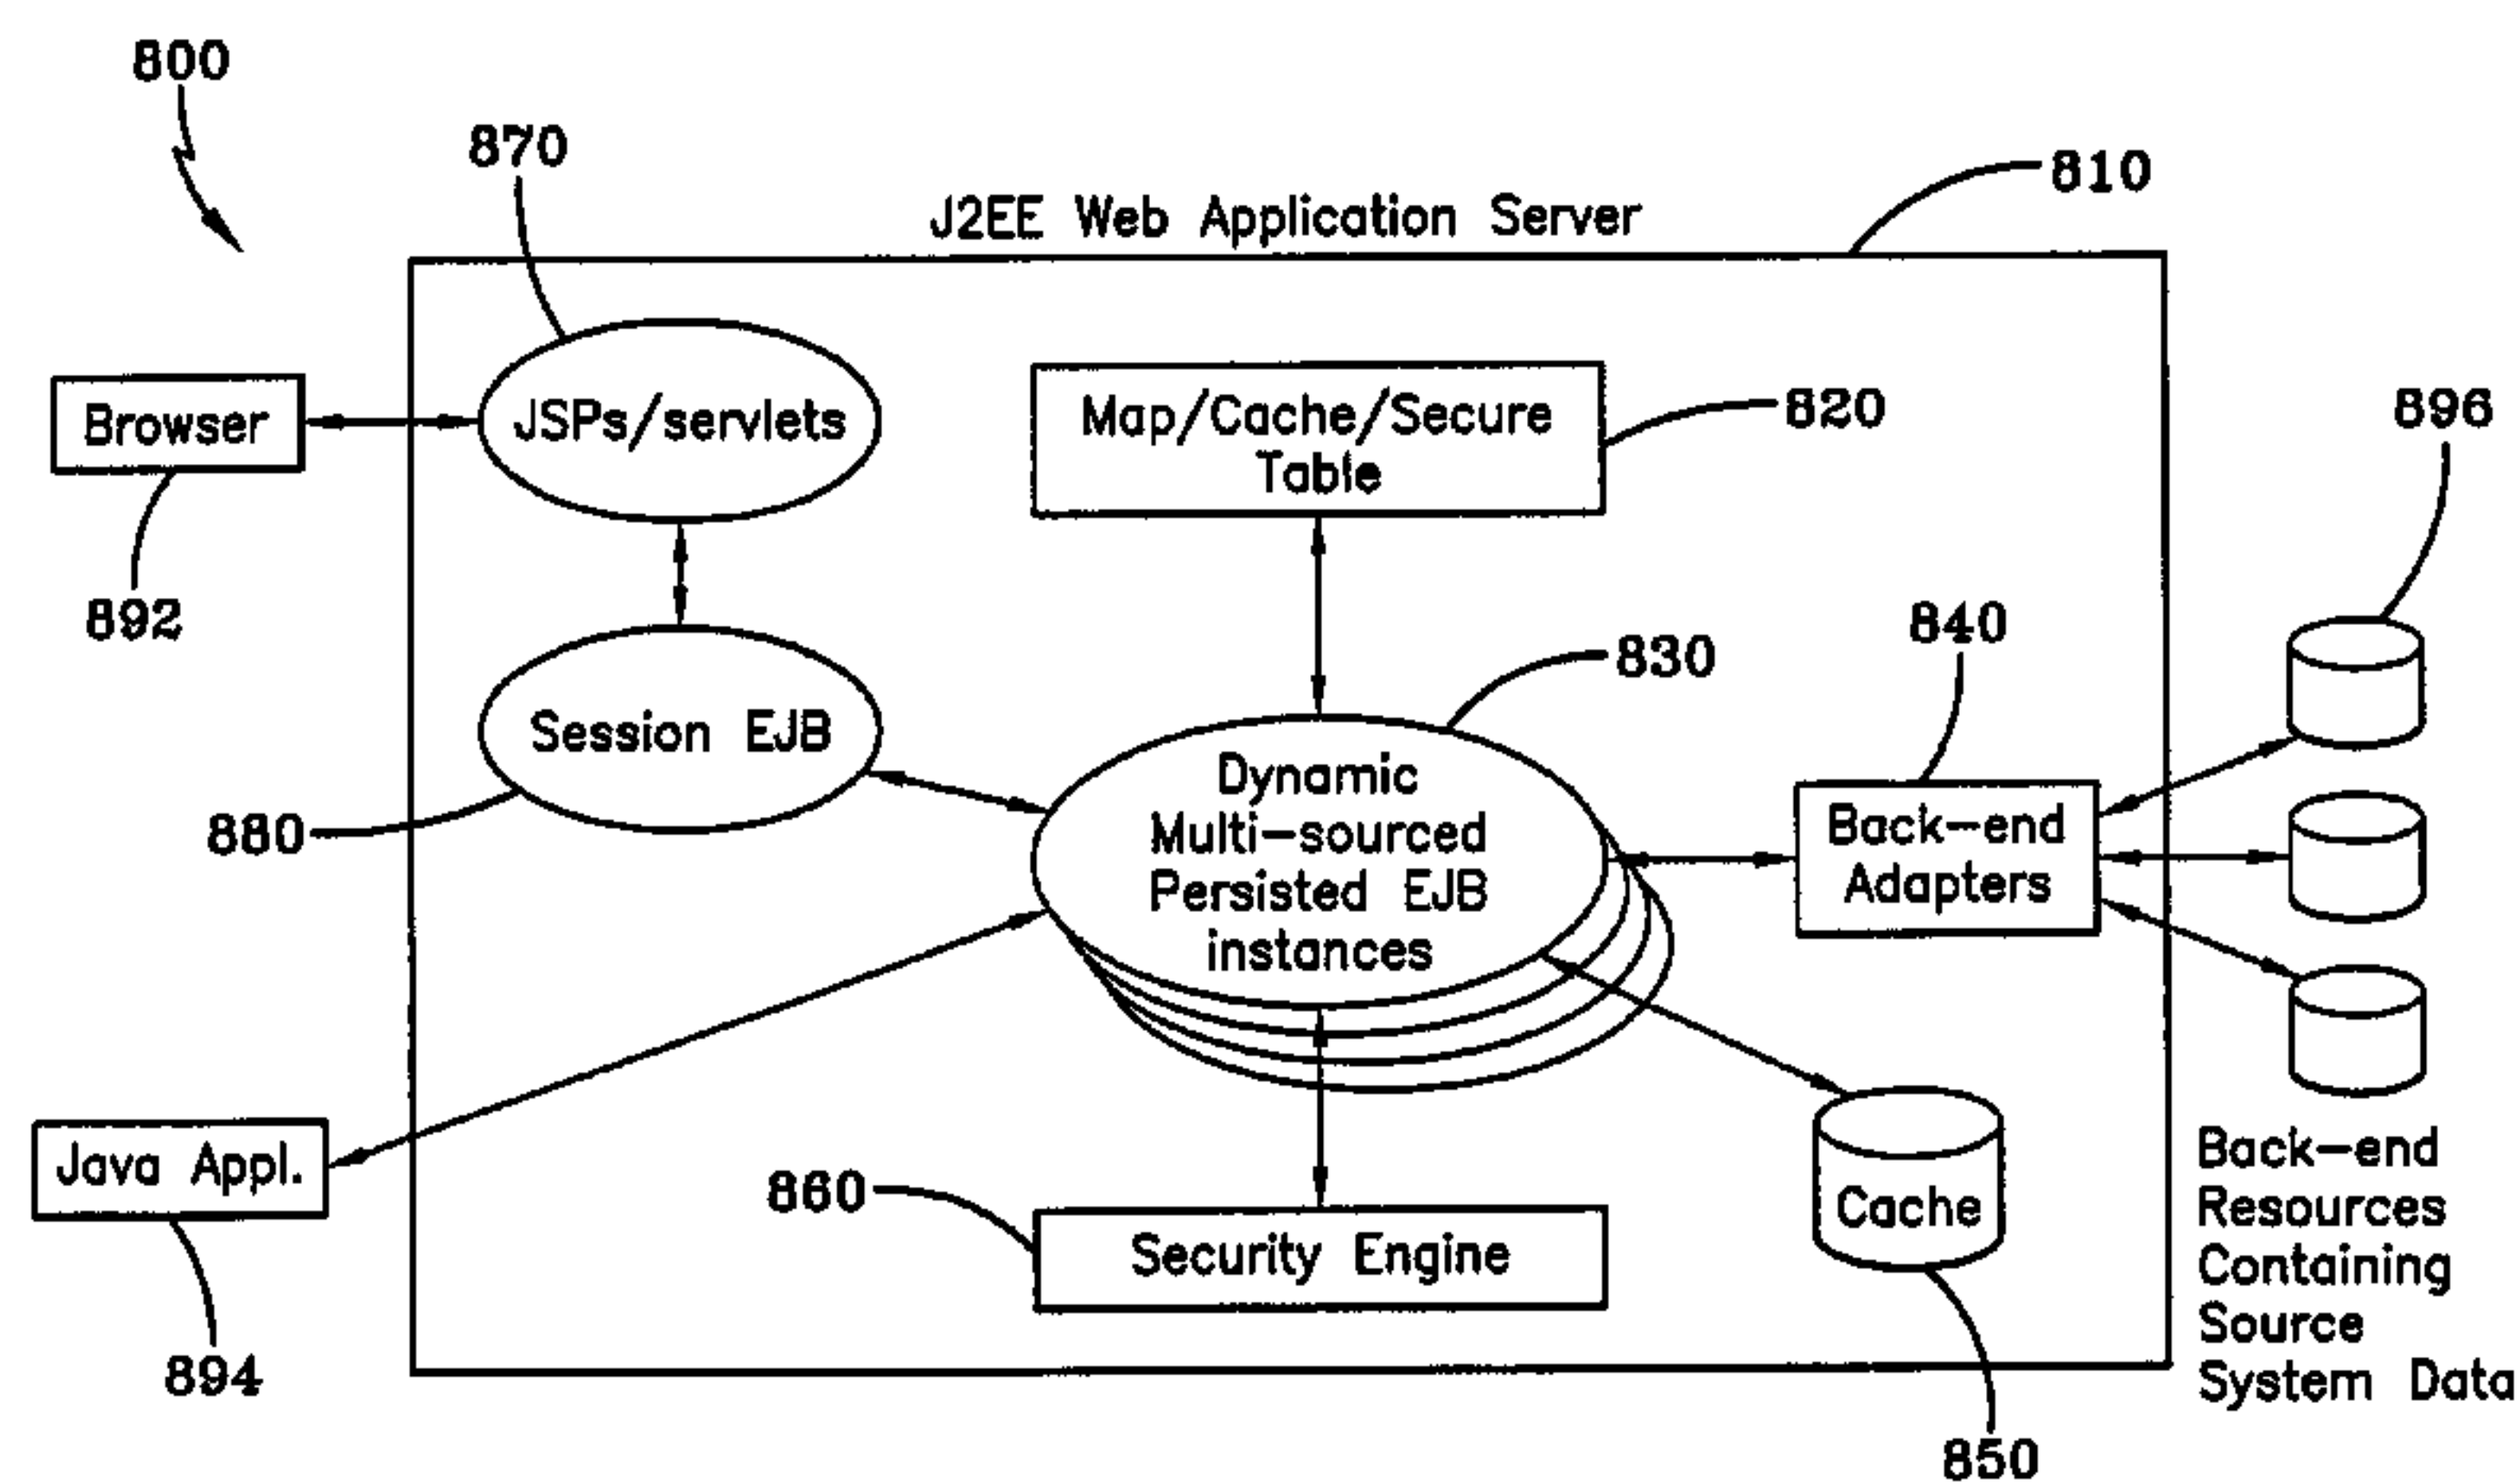 800
870
810
J2EE Web Application Server
Browser
JSPs/servlets
Map/Cache/Secure
Table
820
896
892
840
830
Session EJB
880
Dynamic
Multi-sourced
Persisted EJB
instances
Back-end
Adapters
Java Appl.
860
Security Engine
Cache
Back-end
Resources
Containing
Source
System Data
894
850